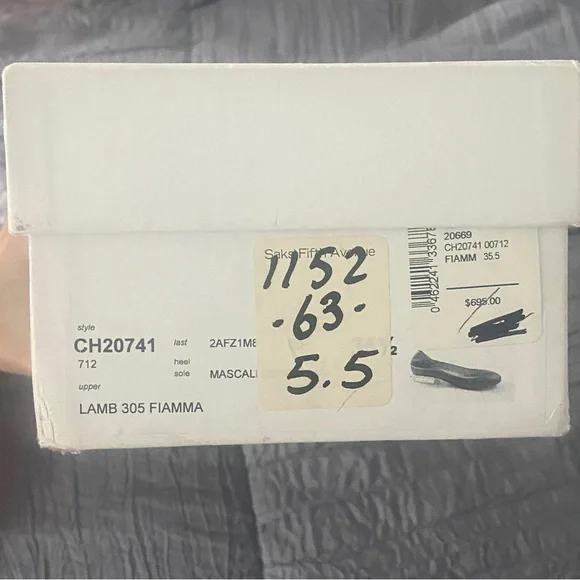 20669
CH20741 00712
FIAMM 35.5
$695.00
Saks Fifth Avenue
1152
-63-
5.5
style
CH20741 last 2AFZ1M8
712 heel
sole MASCAL
upper
LAMB 305 FIAMMA